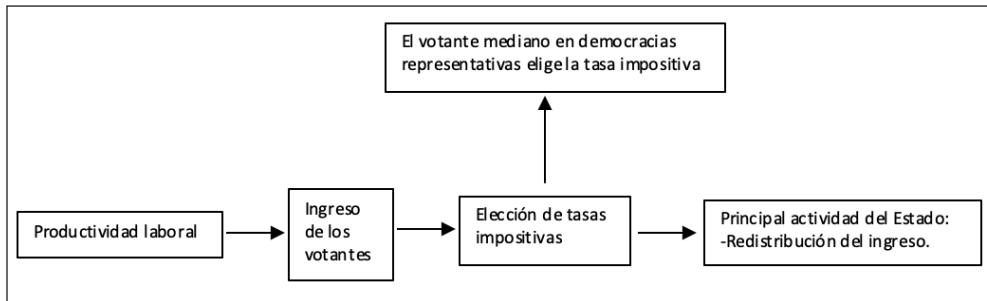 El votante mediano en democracias
representativas elige la tasa impositiva
Productividad laboral
Ingreso
de los
votantes
Elección de tasas
impositivas
Principal actividad del Estado:
-Redistribución del ingreso.